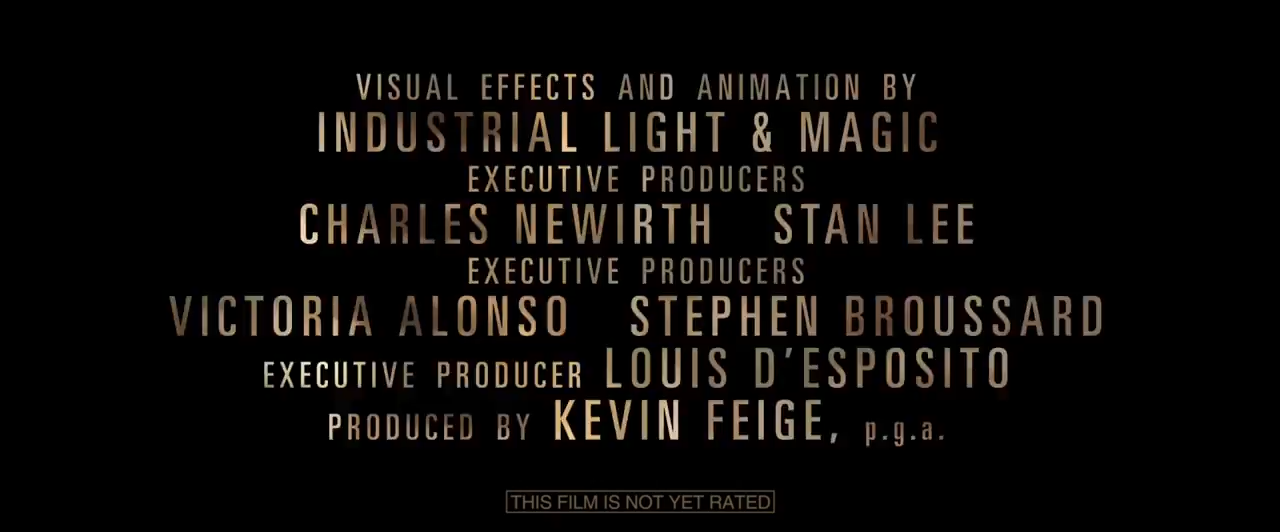 VISUAL EFFECTS AND ANIMATION BY
INDUSTRIAL LIGHT & MAGIC
EXECUTIVE PRODUCERS
CHARLES NEWIRTH STAN LEE
EXECUTIVE PRODUCERS
VICTORIA ALONSO STEPHEN BROUSSARD
EXECUTIVE PRODUCER LOUIS D'ESPOSITO
PRODUCED BY KEVIN FEIGE, p.g.a.
THIS FILM IS NOT YET RATED